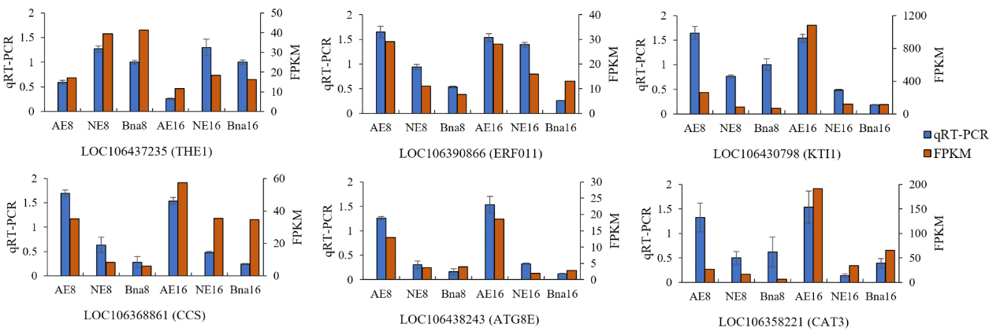 2 50
1.5 40
1 30
0.5 20
0 10
0
qRT-PCR
FPKM
AE8 NE8 Bna8 AE16 NE16 Bna16
LOC106437235 (THE1)
2 40
1.5 30
1 20
0.5 10
0 0
qRT-PCR
FPKM
AE8 NE8 Bna8 AE16 NE16 Bna16
LOC106390866 (ERF011)
2 1200
1.5 800
1 400
0.5 0
0
qRT-PCR
FPKM
AE8 NE8 Bna8 AE16 NE16 Bna16
LOC106430798 (KTI1)
qRT-PCR
FPKM
2 60
1.5 40
1 20
0.5 0
0
qRT-PCR
FPKM
AE8 NE8 Bna8 AE16 NE16 Bna16
LOC106368861 (CCS)
2 30
1.5 25
1 20
0.5 15
0 10
5
0
qRT-PCR
FPKM
AE8 NE8 Bna8 AE16 NE16 Bna16
LOC106438243 (ATG8E)
2 200
1.5 150
1 100
0.5 50
0 0
qRT-PCR
FPKM
AE8 NE8 Bna8 AE16 NE16 Bna16
LOC106358221 (CAT3)